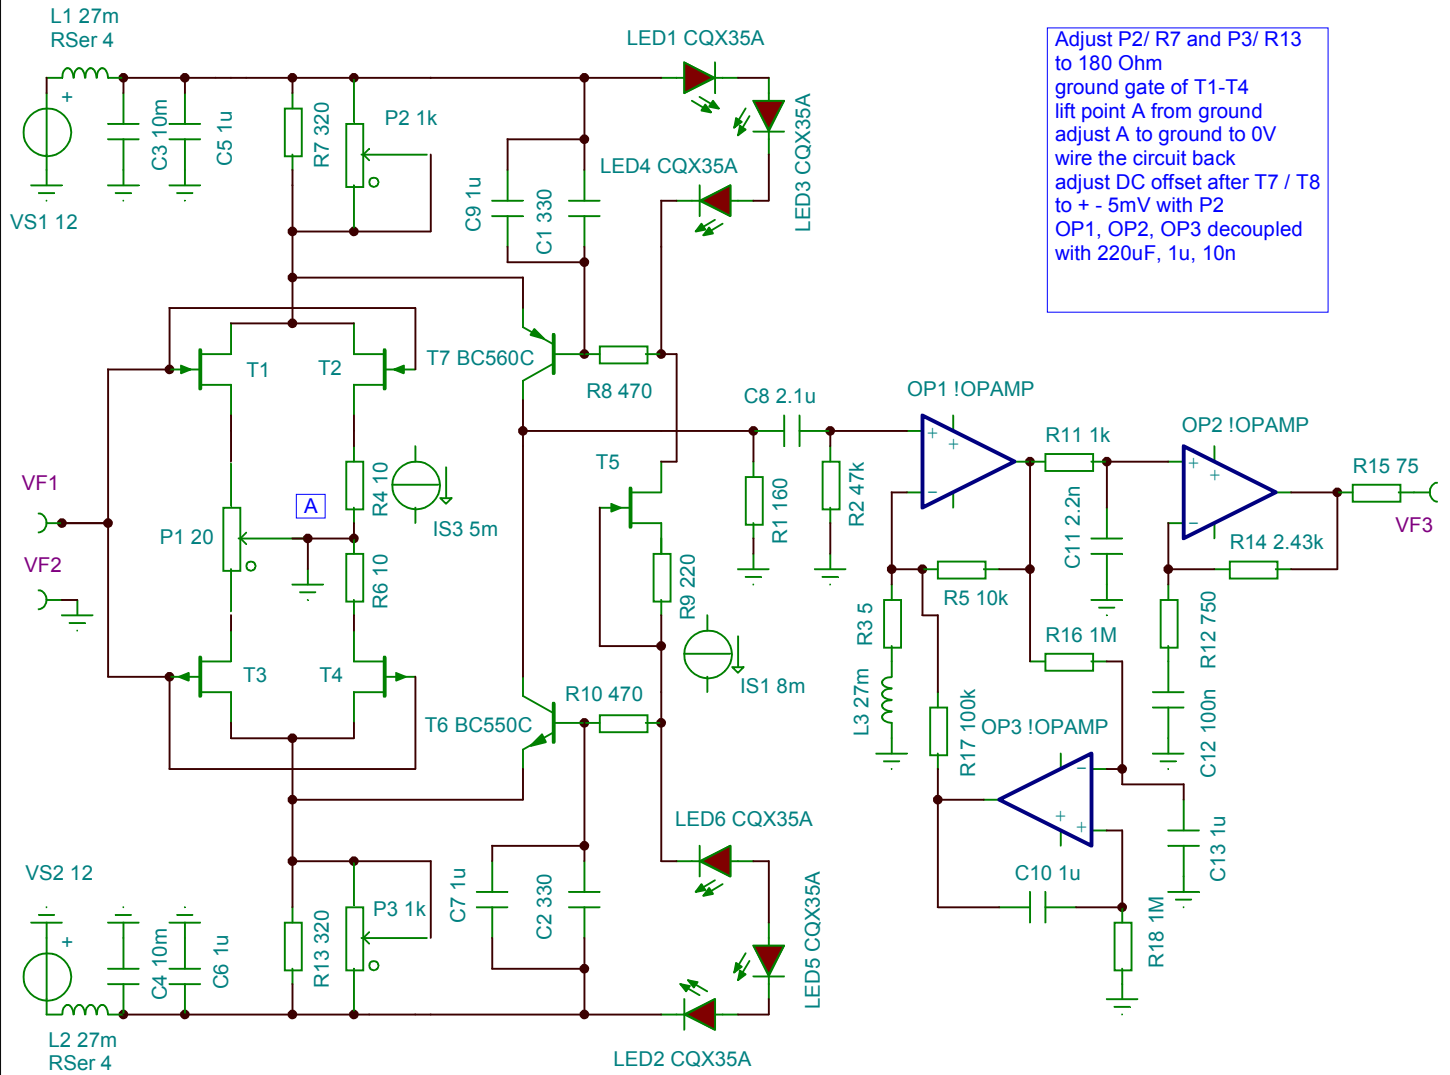 L1 27m
RSer 4
LED1 CQX35A
Adjust P2/ R7 and P3/ R13
to 180 Ohm
ground gate of T1-T4
lift point A from ground
adjust A to ground to 0V
wire the circuit back
adjust DC offset after T7 / T8
to + - 5mV with P2
OP1, OP2, OP3 decoupled
with 220uF, 1u, 10n
+
C3 10m
C5 1u
R7 320
P2 1k
LED3 CQX35A
LED4 CQX35A
C9 1u
C1 330
VS1 12
T1
T2
T7 BC560C
R8 470
OP1 !OPAMP
C8 2.1u
OP2 !OPAMP
+
+
-
R11 1k
+
+
-
R15 75
T5
VF1
R4 10
A
IS3 5m
R1 160
R2 47k
C11 2.2n
VF3
P1 20
R14 2.43k
VF2
R6 10
R9 220
R3 5
R5 10k
R12 750
R16 1M
T3
T4
IS1 8m
L3 27m
R17 100k
R10 470
T6 BC550C
OP3 !OPAMP
C12 100n
-
+
+
LED6 CQX35A
C13 1u
VS2 12
C7 1u
C2 330
C10 1u
P3 1k
LED5 CQX35A
R18 1M
+
C4 10m
C6 1u
R13 320
L2 27m
RSer 4
LED2 CQX35A